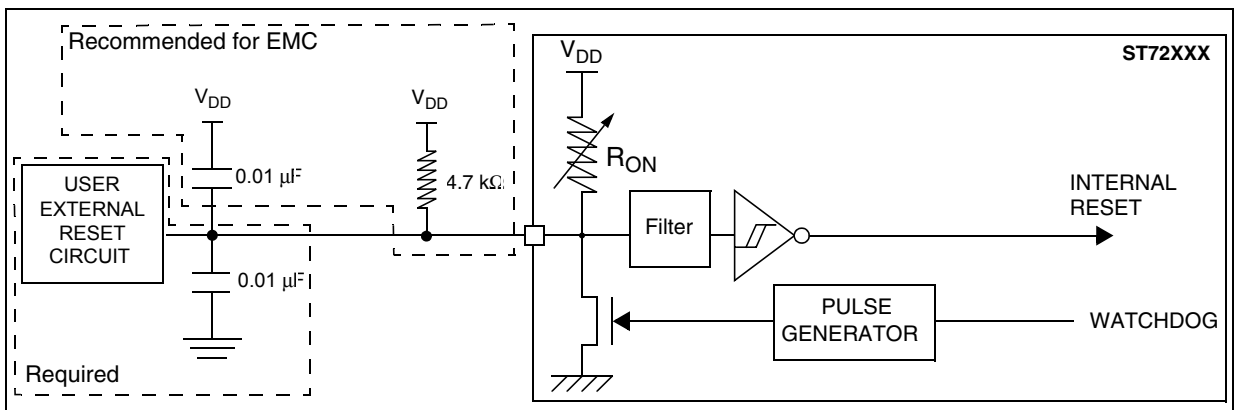 Recommended for EMC
VDD
VDD
0.01 µF
4.7 kΩ
USER
EXTERNAL
RESET
CIRCUIT
0.01 µF
Required
ST72XXX
VDD
RON
Filter
INTERNAL
RESET
PULSE
GENERATOR
WATCHDOG